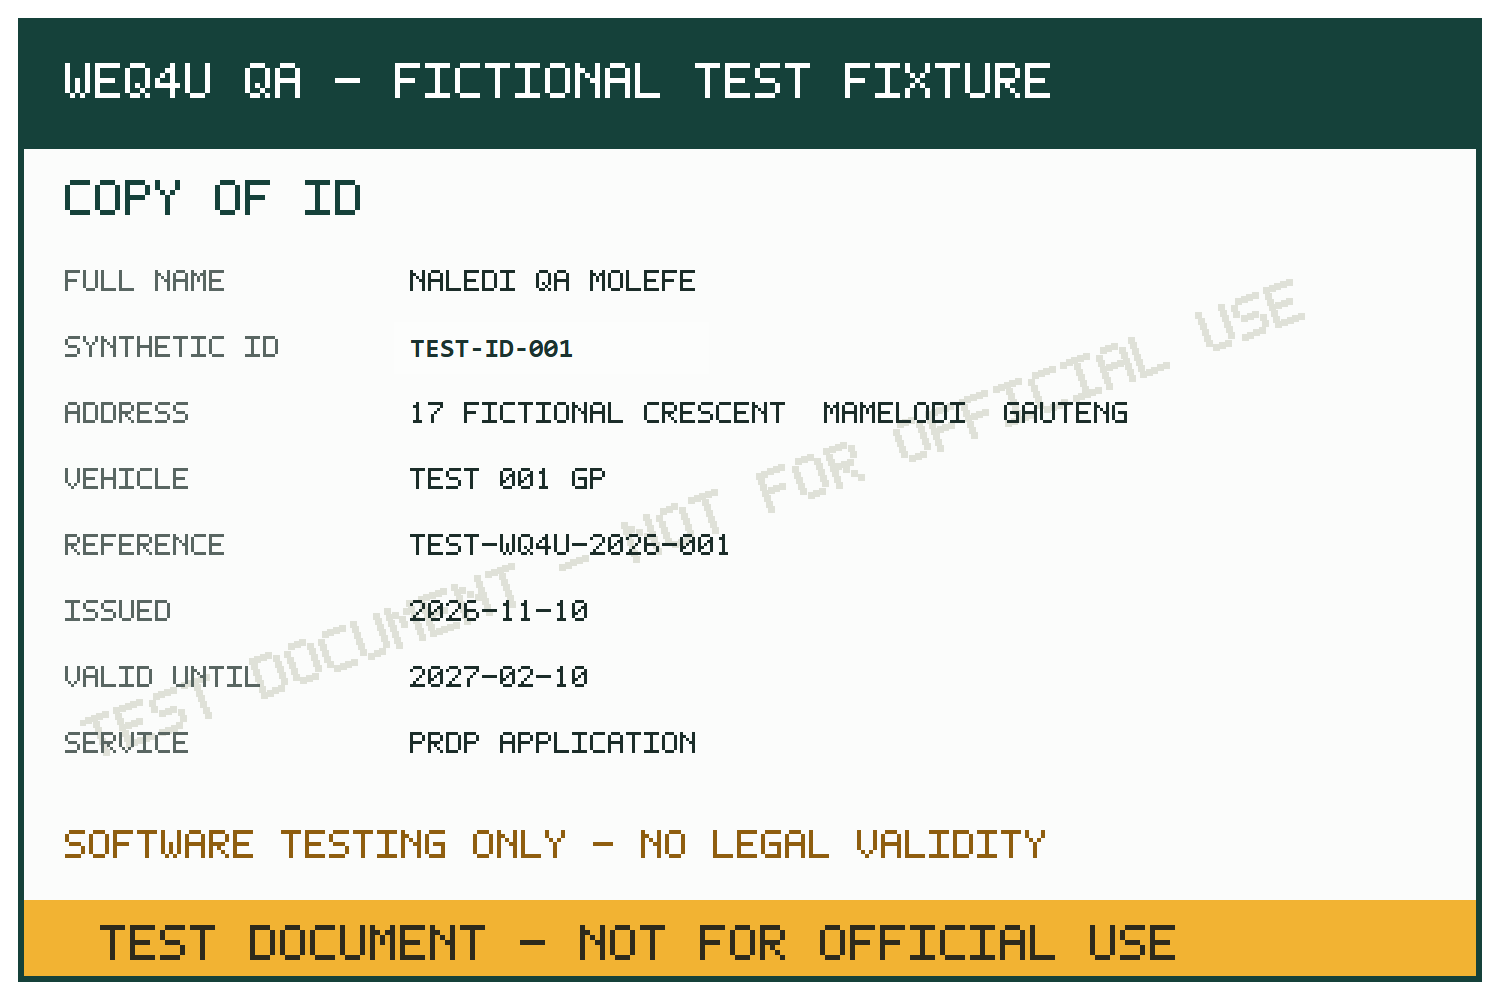 WEQ4U QA - FICTIONAL TEST FIXTURE
COPY OF ID
FULL NAME NALEDI QA MOLEFE
SYNTHETIC ID TEST-ID-001
ADDRESS 17 FICTIONAL CRESCENT MAMELODI GAUTENG
VEHICLE TEST 001 GP
REFERENCE TEST-WQ4U-2026-001
ISSUED 2026-11-10
VALID UNTIL 2027-02-10
SERVICE PRDP APPLICATION
TEST DOCUMENT - NOT FOR OFFICIAL USE
SOFTWARE TESTING ONLY - NO LEGAL VALIDITY
TEST DOCUMENT - NOT FOR OFFICIAL USE